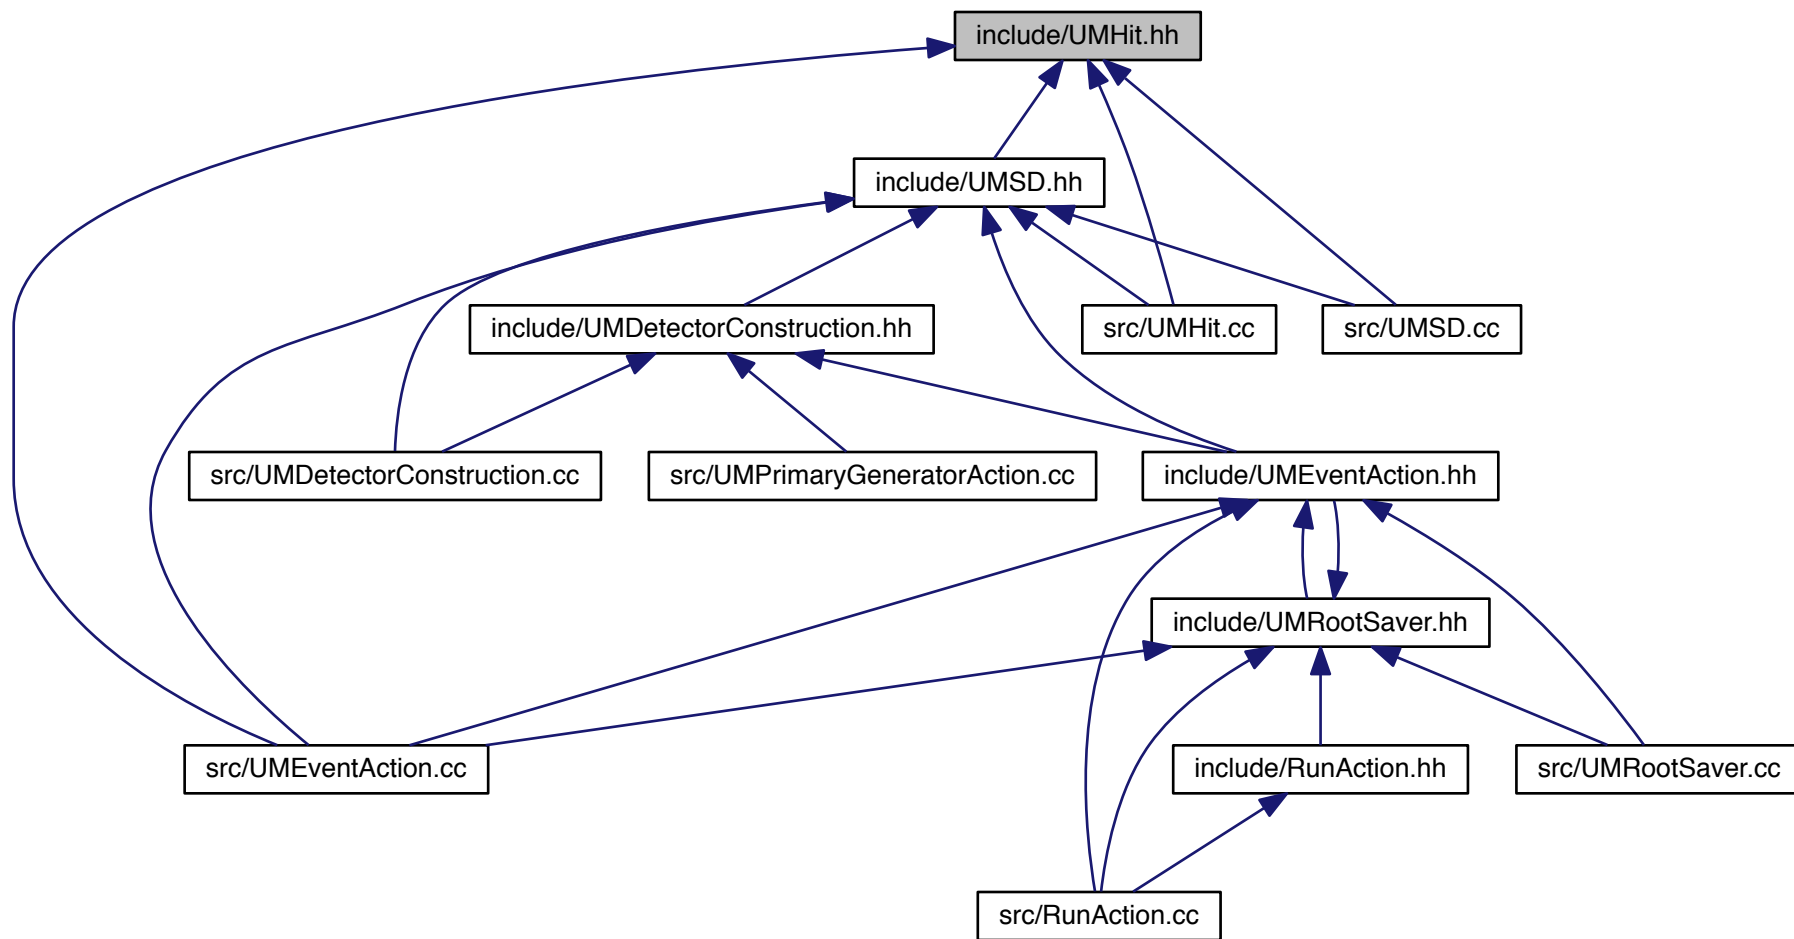 include/UMHit.hh
include/UMSD.hh
include/UMDetectorConstruction.hh
src/UMHit.cc
src/UMSD.cc
src/UMDetectorConstruction.cc
src/UMPrimaryGeneratorAction.cc
include/UMEventAction.hh
include/UMRootSaver.hh
src/UMEventAction.cc
include/RunAction.hh
src/UMRootSaver.cc
src/RunAction.cc